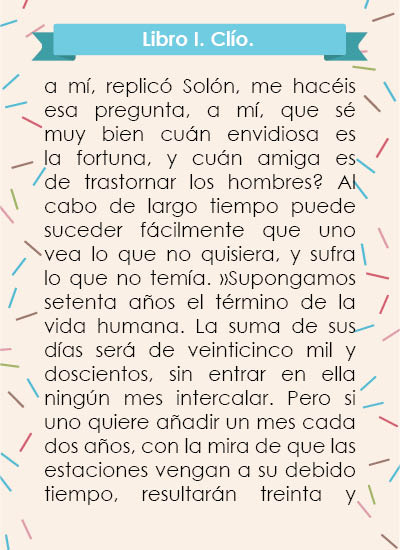 Libro I. Clío.
a mí, replicó Solón, me hacéis
esa pregunta, a mí, que sé
muy bien cuán envidiosa es
la fortuna, y cuán amiga es
de trastornar los hombres? Al
cabo de largo tiempo puede
suceder fácilmente que uno
vea lo que no quisiera, y sufra
lo que no temía. »Supongamos
setenta años el término de la
vida humana. La suma de sus
días será de veinticinco mil y
doscientos, sin entrar en ella
ningún mes intercalar. Pero si
uno quiere añadir un mes cada
dos años, con la mira de que las
estaciones vengan a su debido
tiempo, resultarán treinta y